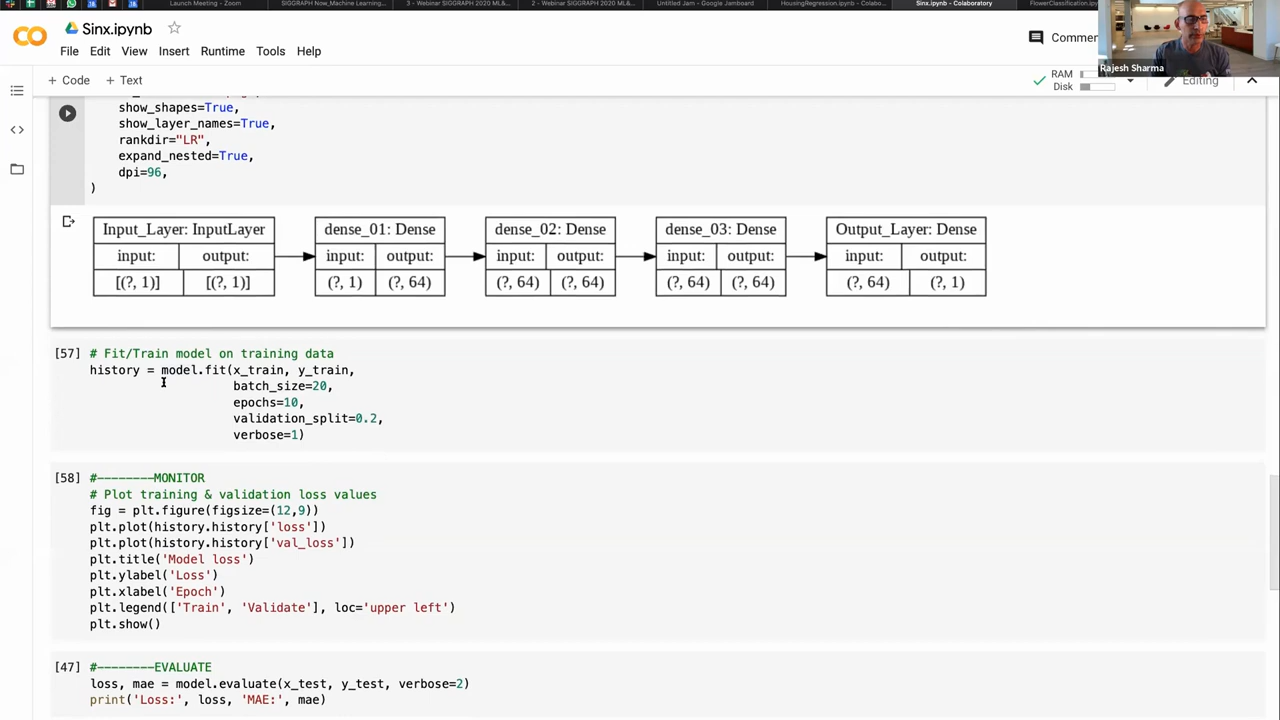 Launch Meeting - Zoom
SIGGRAPH Now_Machine Learning...
3 - Webinar SIGGRAPH 2020 ML&...
2 - Webinar SIGGRAPH 2020 ML&...
Untitled Jam - Google Jamboard
HousingRegression.ipynb - Colab...
Sinx.ipynb - Colaboratory
FlowerClassification.ipynb...
Sinx.ipynb
Commen
Rajesh Sharma
File Edit View Insert Runtime Tools Help
+ Code + Text
RAM
Disk
Editing
show_shapes=True,
show_layer_names=True,
rankdir="LR",
expand_nested=True,
dpi=96,
)
Input_Layer: InputLayer
input: output:
[(?, 1)] [(?, 1)]
dense_01: Dense
input: output:
(?, 1) (?, 64)
dense_02: Dense
input: output:
(?, 64) (?, 64)
dense_03: Dense
input: output:
(?, 64) (?, 64)
Output_Layer: Dense
input: output:
(?, 64) (?, 1)
[57] # Fit/Train model on training data
history = model.fit(x_train, y_train,
batch_size=20,
epochs=10,
validation_split=0.2,
verbose=1)
[58] #--------MONITOR
# Plot training & validation loss values
fig = plt.figure(figsize=(12,9))
plt.plot(history.history['loss'])
plt.plot(history.history['val_loss'])
plt.title('Model loss')
plt.ylabel('Loss')
plt.xlabel('Epoch')
plt.legend(['Train', 'Validate'], loc='upper left')
plt.show()
[47] #--------EVALUATE
loss, mae = model.evaluate(x_test, y_test, verbose=2)
print('Loss:', loss, 'MAE:', mae)